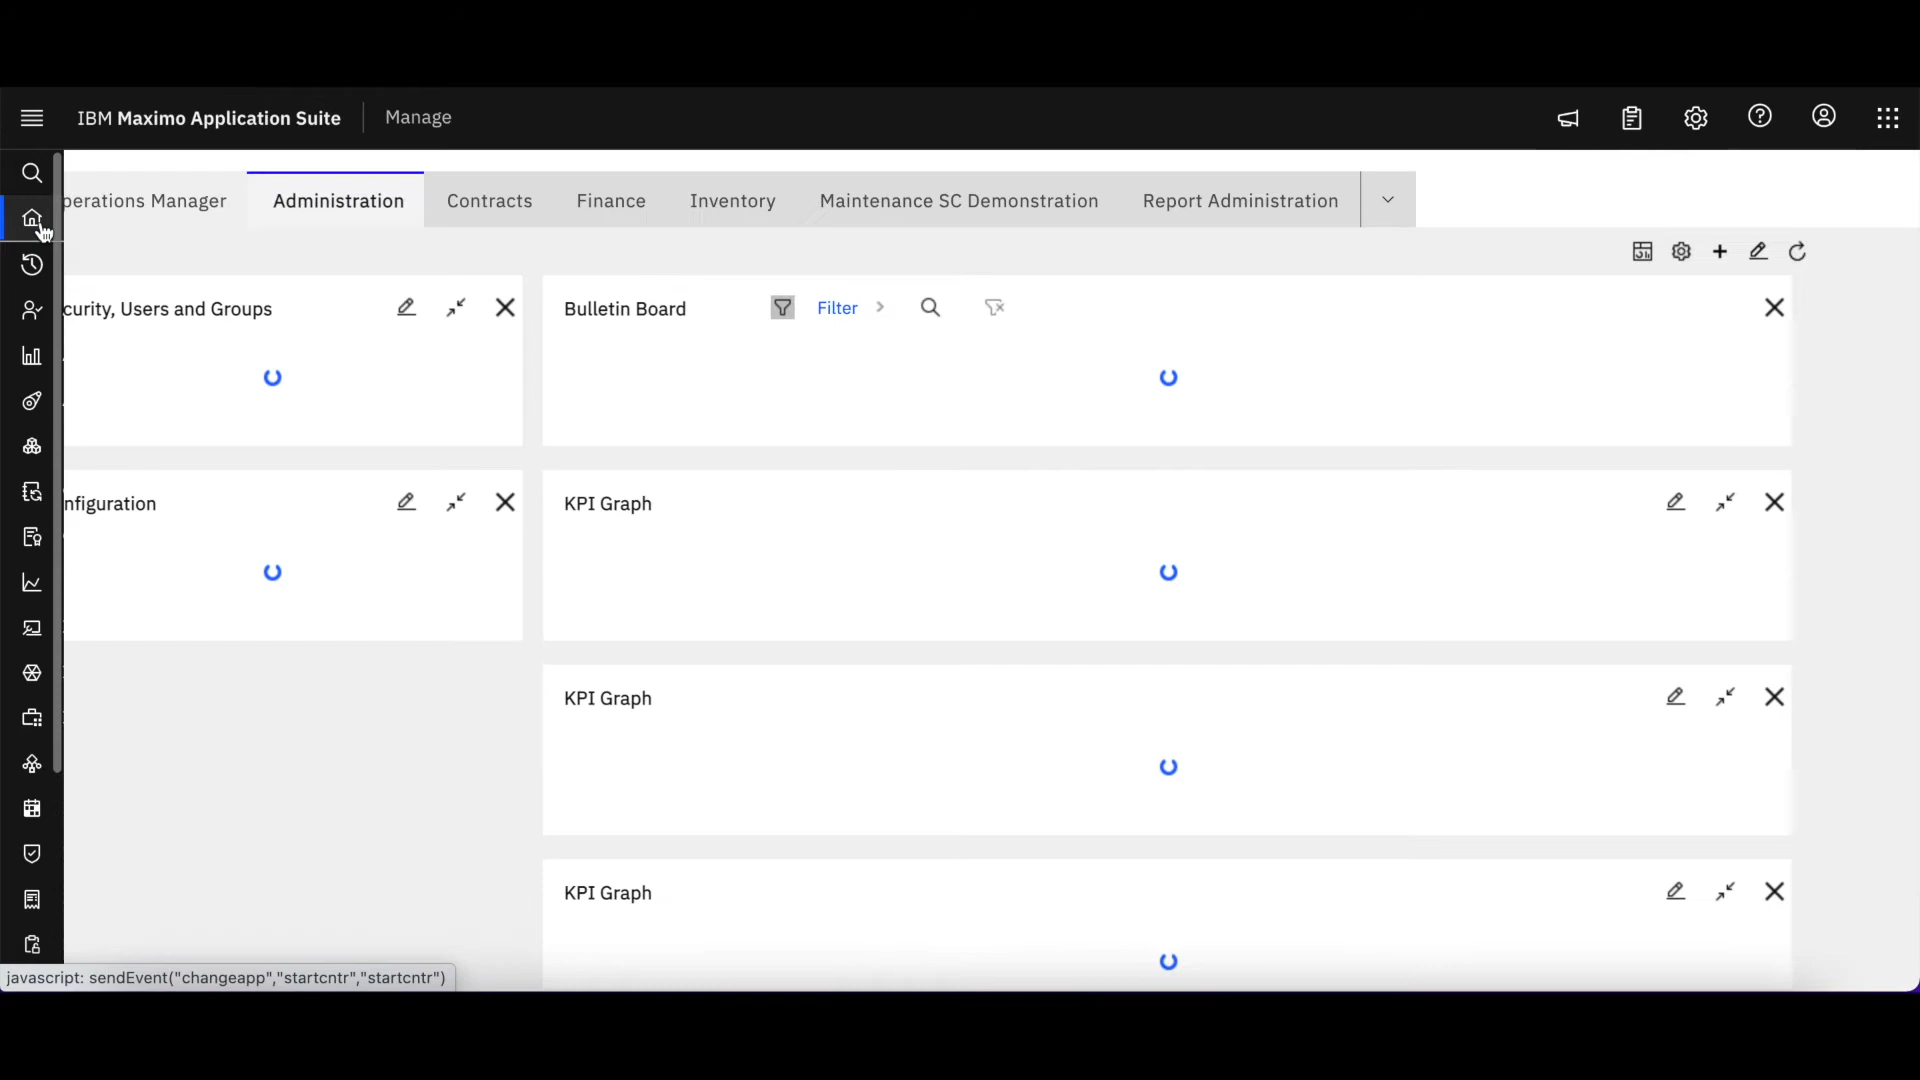 IBM Maximo Application Suite
Manage
perations Manager
Administration
Contracts
Finance
Inventory
Maintenance SC Demonstration
Report Administration
curity, Users and Groups
Bulletin Board
Filter
nfiguration
KPI Graph
KPI Graph
KPI Graph
javascript: sendEvent("changeapp","startcntr","startcntr")